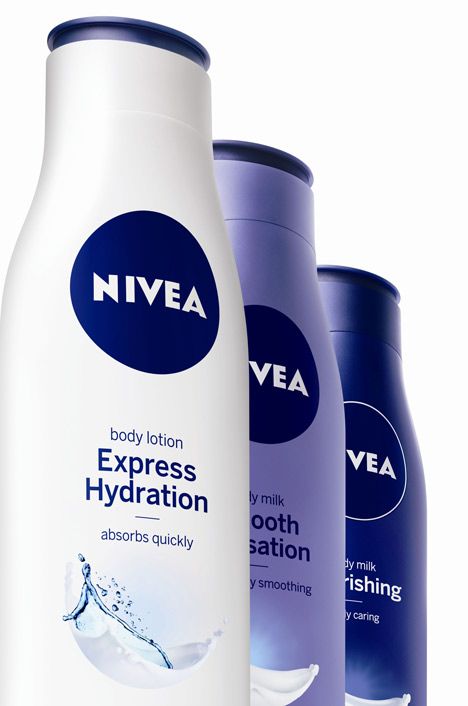 NIVEA
body lotion
Express
Hydration
absorbs quickly
VEA
dy milk
ooth
sation
y smoothing
VEA
dy milk
rishing
y caring